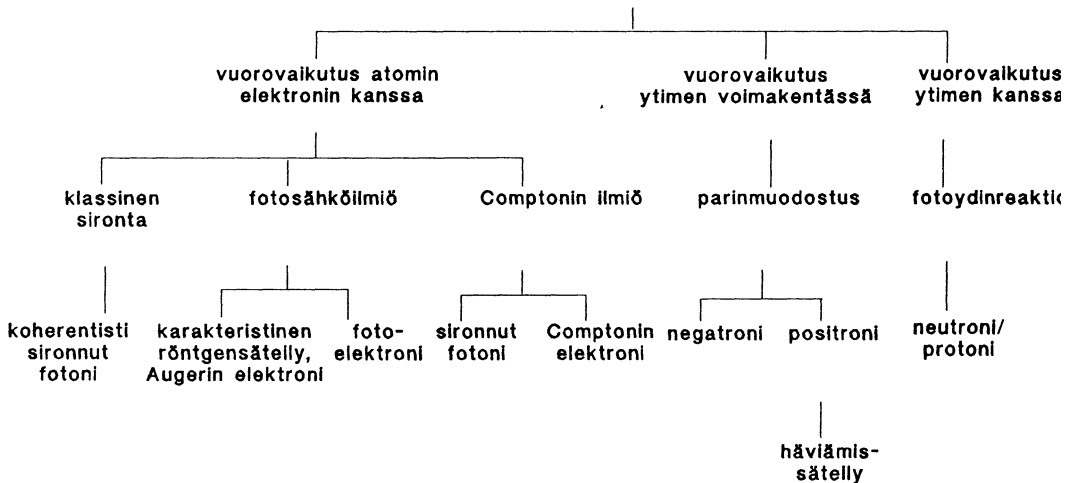 vuorovaikutus atomin
elektronin kanssa
vuorovaikutus
ytimen voimakentässä
vuorovaikutus
ytimen kanssa
klassinen
sironta
fotosähköilmiö
Comptonin ilmiö
parinmuodostus
fotoydinreaktio
koherentisti
sironnut
fotoni
karakteristinen
röntgensäteily,
Augerin elektroni
foto-
elektroni
sironnut
fotoni
Comptonin
elektroni
negatroni
positroni
neutroni/
protoni
häviämis-
säteily